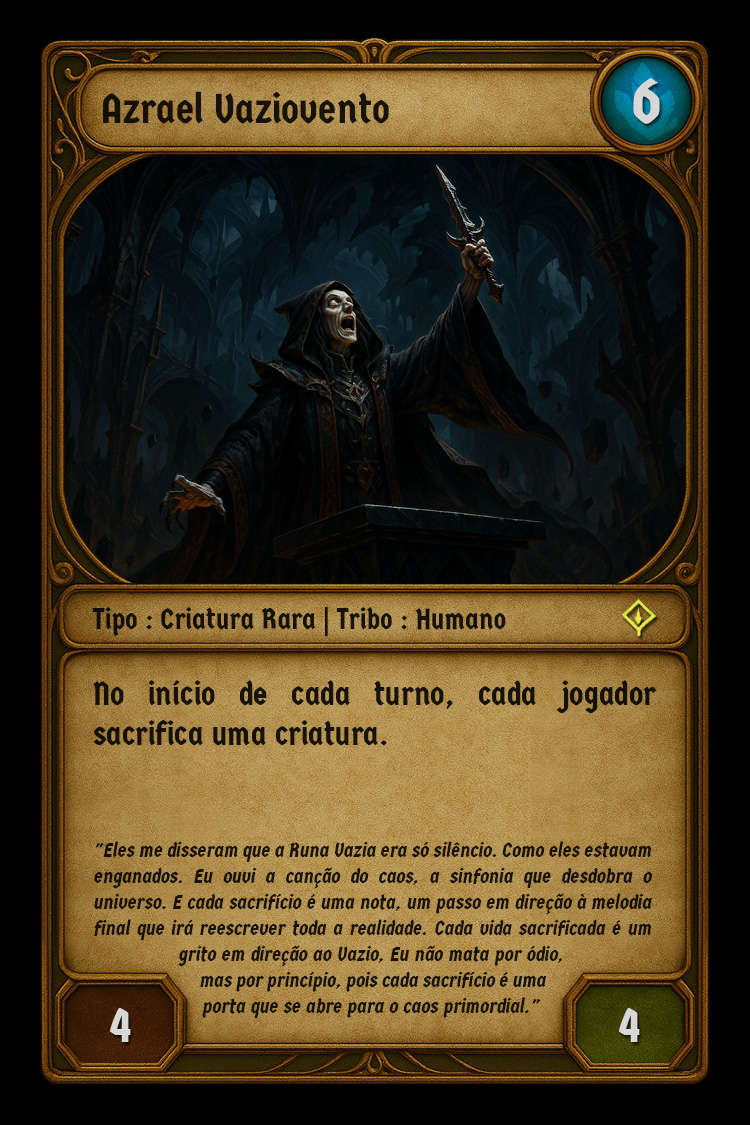 Azrael Vaziovento
6
Tipo : Criatura Rara | Tribo : Humano
No início de cada turno, cada jogador
sacrifica uma criatura.
"Eles me disseram que a Runa Vazia era só silêncio. Como eles estavam
enganados. Eu ouvi a canção do caos, a sinfonia que desdobra o
universo. E cada sacrifício é uma nota, um passo em direção à melodia
final que irá reescrever toda a realidade. Cada vida sacrificada é um
grito em direção ao Vazio, Eu não mata por ódio,
mas por princípio, pois cada sacrifício é uma
porta que se abre para o caos primordial."
4
4